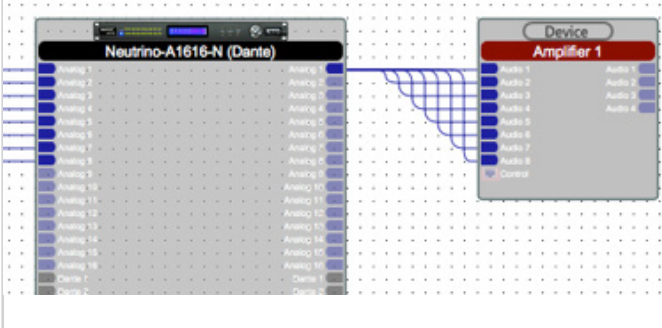 Neutrino-A1616-N (Dante)
Analog 1 Analog 1
Analog 2 Analog 2
Analog 3 Analog 3
Analog 4 Analog 4
Analog 5 Analog 5
Analog 6 Analog 6
Analog 7 Analog 7
Analog 8 Analog 8
Analog 9 Analog 9
Analog 10 Analog 10
Analog 11 Analog 11
Analog 12 Analog 12
Analog 13 Analog 13
Analog 14 Analog 14
Analog 15 Analog 15
Analog 16 Analog 16
Dante 1 Dante 1
Dante 2 Dante 2
Device
Amplifier 1
Audio 1 Audio 1
Audio 2 Audio 2
Audio 3 Audio 3
Audio 4 Audio 4
Audio 5
Audio 6
Audio 7
Audio 8
Control